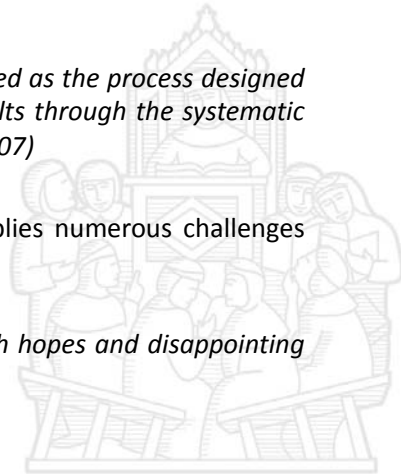 ed as the process designed
lts through the systematic
07)
plies numerous challenges
h hopes and disappointing